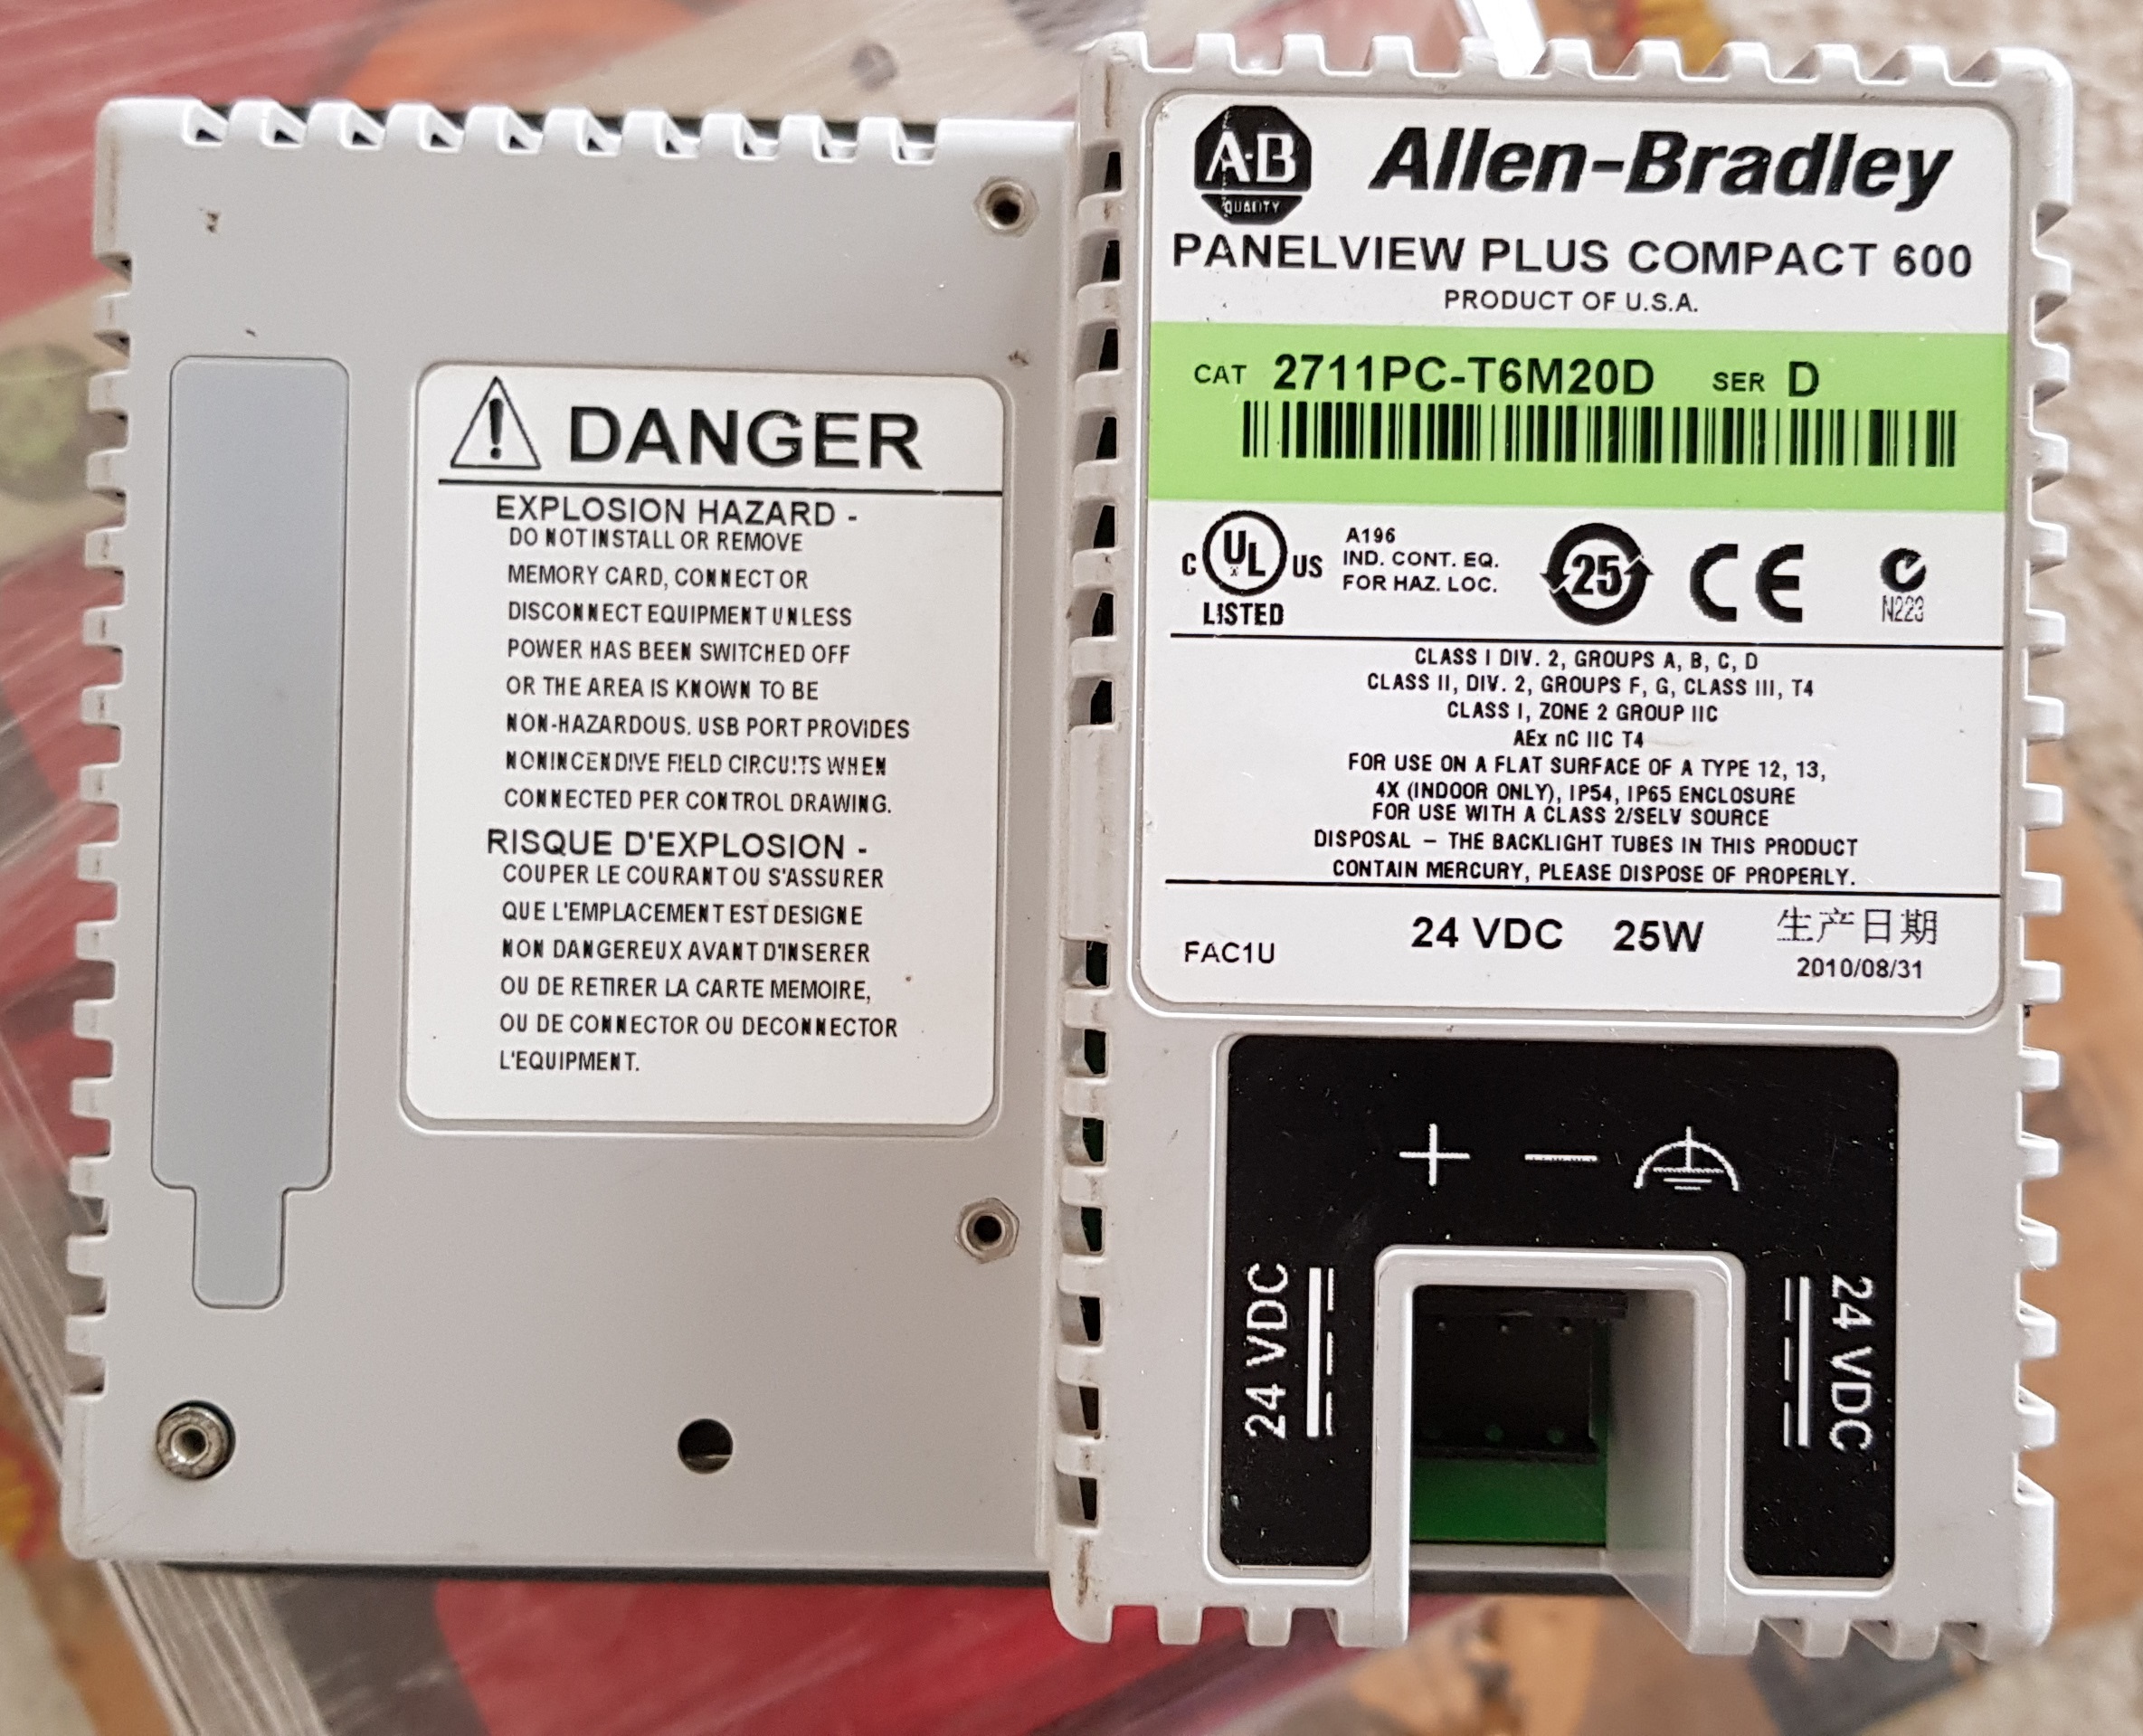 DANGER
EXPLOSION HAZARD -
DO NOT INSTALL OR REMOVE
MEMORY CARD, CONNECT OR
DISCONNECT EQUIPMENT UNLESS
POWER HAS BEEN SWITCHED OFF
OR THE AREA IS KNOWN TO BE
NON-HAZARDOUS. USB PORT PROVIDES
NONINCENDIVE FIELD CIRCUITS WHEN
CONNECTED PER CONTROL DRAWING.
RISQUE D'EXPLOSION -
COUPER LE COURANT OU S'ASSURER
QUE L'EMPLACEMENT EST DESIGNE
NON DANGEREUX AVANT D'INSERER
OU DE RETIRER LA CARTE MEMOIRE,
OU DE CONNECTOR OU DECONNECTOR
L'EQUIPMENT.
A-B
QUALITY
Allen-Bradley
PANELVIEW PLUS COMPACT 600
PRODUCT OF U.S.A.
CAT 2711PC-T6M20D SER D
C UL US
LISTED
A196
IND. CONT. EQ.
FOR HAZ. LOC.
25
CE
N223
CLASS I DIV. 2, GROUPS A, B, C, D
CLASS II, DIV. 2, GROUPS F, G, CLASS III, T4
CLASS I, ZONE 2 GROUP IIC
AEx nC IIC T4
FOR USE ON A FLAT SURFACE OF A TYPE 12, 13,
4X (INDOOR ONLY), IP54, IP65 ENCLOSURE
FOR USE WITH A CLASS 2/SELV SOURCE
DISPOSAL – THE BACKLIGHT TUBES IN THIS PRODUCT
CONTAIN MERCURY, PLEASE DISPOSE OF PROPERLY.
FAC1U 24 VDC 25W 生产日期
2010/08/31
+ −
24 VDC
24 VDC